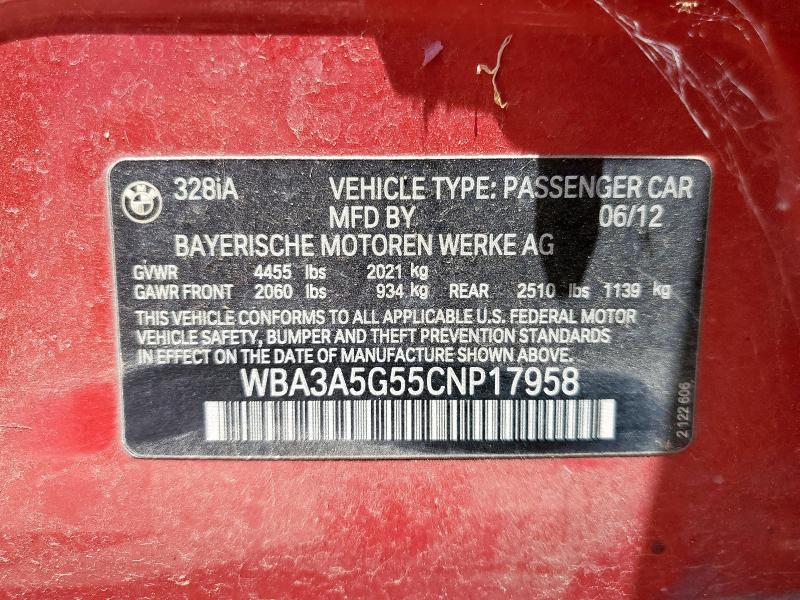 328iA VEHICLE TYPE: PASSENGER CAR
MFD BY 06/12
BAYERISCHE MOTOREN WERKE AG
GVWR 4455 lbs 2021 kg
GAWR FRONT 2060 lbs 934 kg REAR 2510 lbs 1139 kg
THIS VEHICLE CONFORMS TO ALL APPLICABLE U.S. FEDERAL MOTOR
VEHICLE SAFETY, BUMPER AND THEFT PREVENTION STANDARDS
IN EFFECT ON THE DATE OF MANUFACTURE SHOWN ABOVE.
WBA3A5G55CNP17958
2 122 606